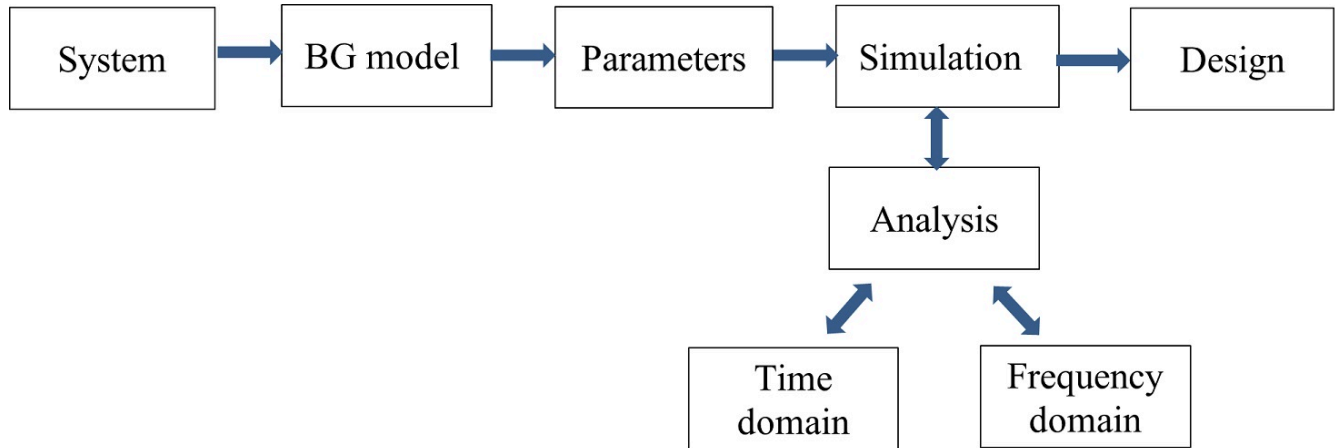 System
BG model
Parameters
Simulation
Design
Analysis
Time
domain
Frequency
domain